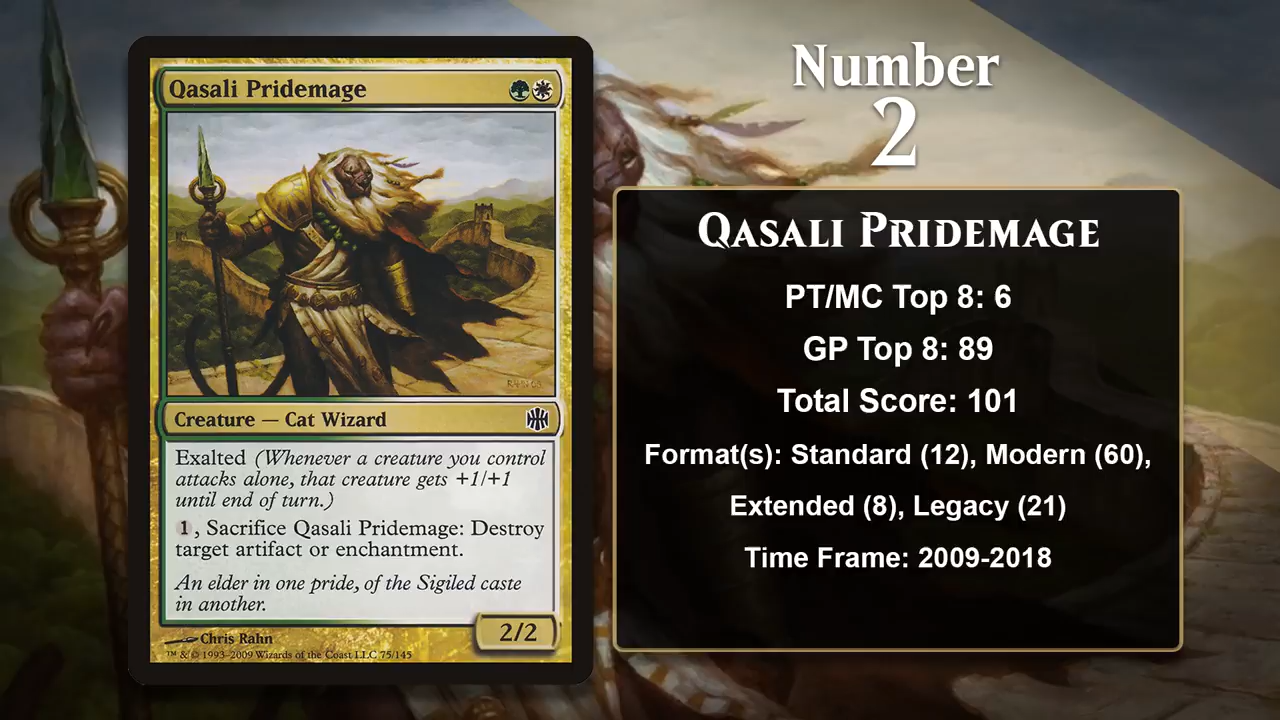 Qasali Pridemage
Creature — Cat Wizard
Exalted (Whenever a creature you control
attacks alone, that creature gets +1/+1
until end of turn.)
1, Sacrifice Qasali Pridemage: Destroy
target artifact or enchantment.
An elder in one pride, of the Sigiled caste
in another.
2/2
Chris Rahn
™ & © 1993–2009 Wizards of the Coast LLC 75/145
Number
2
Qasali Pridemage
PT/MC Top 8: 6
GP Top 8: 89
Total Score: 101
Format(s): Standard (12), Modern (60),
Extended (8), Legacy (21)
Time Frame: 2009-2018